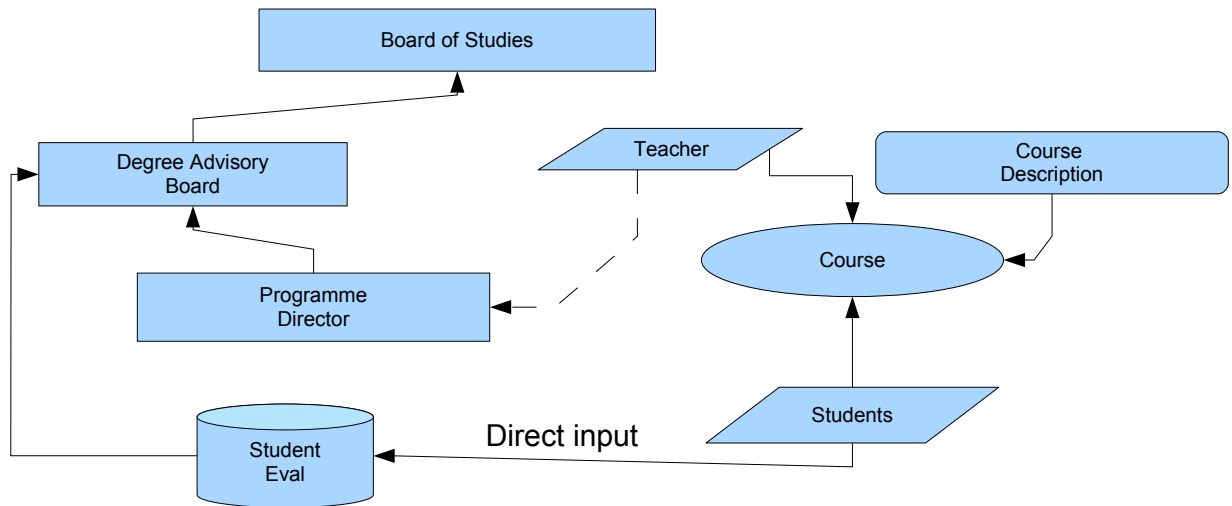 Board of Studies
Teacher
Course
Description
Degree Advisory
Board
Course
Programme
Director
Students
Direct input
Student
Eval